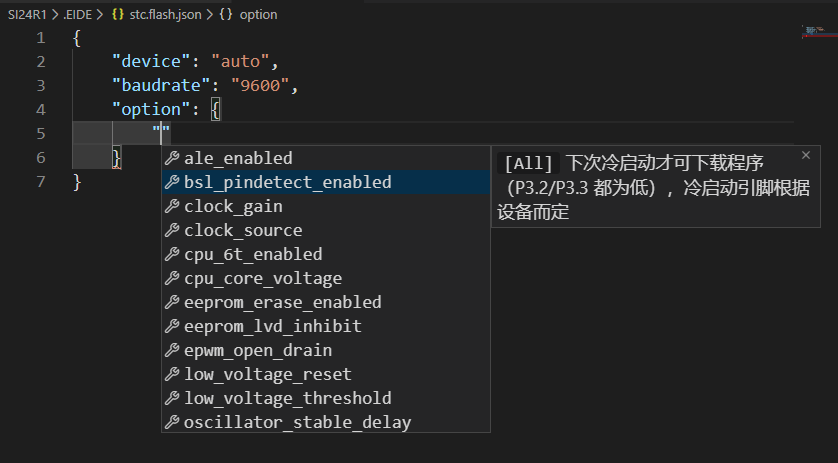 SI24R1 > .EIDE > {} stc.flash.json > {} option
1 {
2 "device": "auto",
3 "baudrate": "9600",
4 "option": {
5 ""
6 }
7 }
ale_enabled
bsl_pindetect_enabled
clock_gain
clock_source
cpu_6t_enabled
cpu_core_voltage
eeprom_erase_enabled
eeprom_lvd_inhibit
epwm_open_drain
low_voltage_reset
low_voltage_threshold
oscillator_stable_delay
[All] 下次冷启动才可下载程序
（P3.2/P3.3 都为低），冷启动引脚根据
设备而定